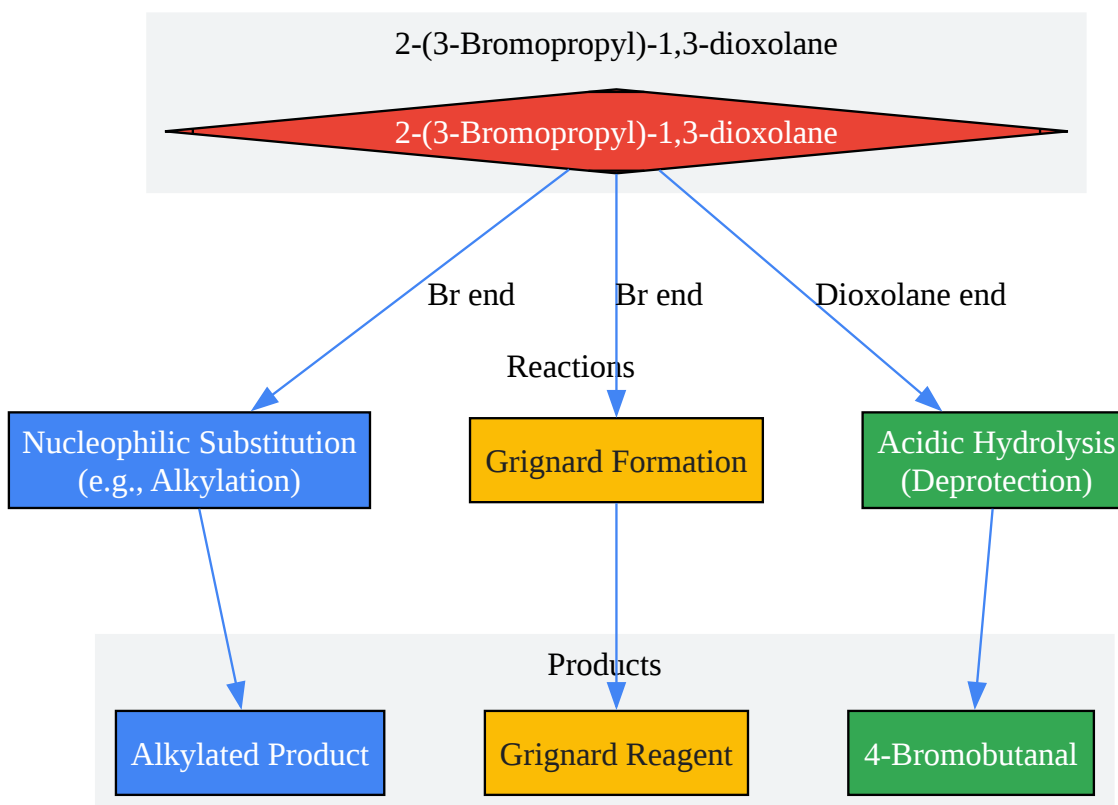 2-(3-Bromopropyl)-1,3-dioxolane
2-(3-Bromopropyl)-1,3-dioxolane
Br end
Br end
Dioxolane end
Reactions
Nucleophilic Substitution
(e.g., Alkylation)
Grignard Formation
Acidic Hydrolysis
(Deprotection)
Products
Alkylated Product
Grignard Reagent
4-Bromobutanal